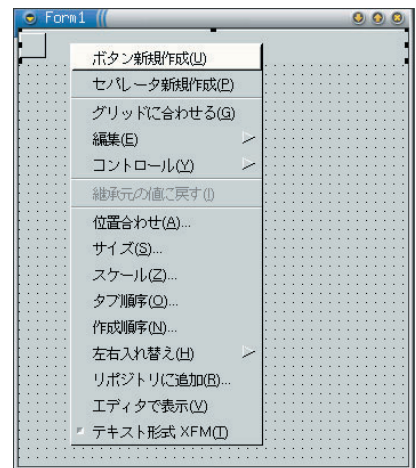 Form1
ボタン新規作成(U)
セパレータ新規作成(P)
グリッドに合わせる(G)
編集(E)
コントロール(Y)
継承元の値に戻す(I)
位置合わせ(A)...
サイズ(S)...
スケール(Z)...
タブ順序(O)...
作成順序(N)...
左右入れ替え(H)
リポジトリに追加(R)...
エディタで表示(V)
テキスト形式 XFM(T)